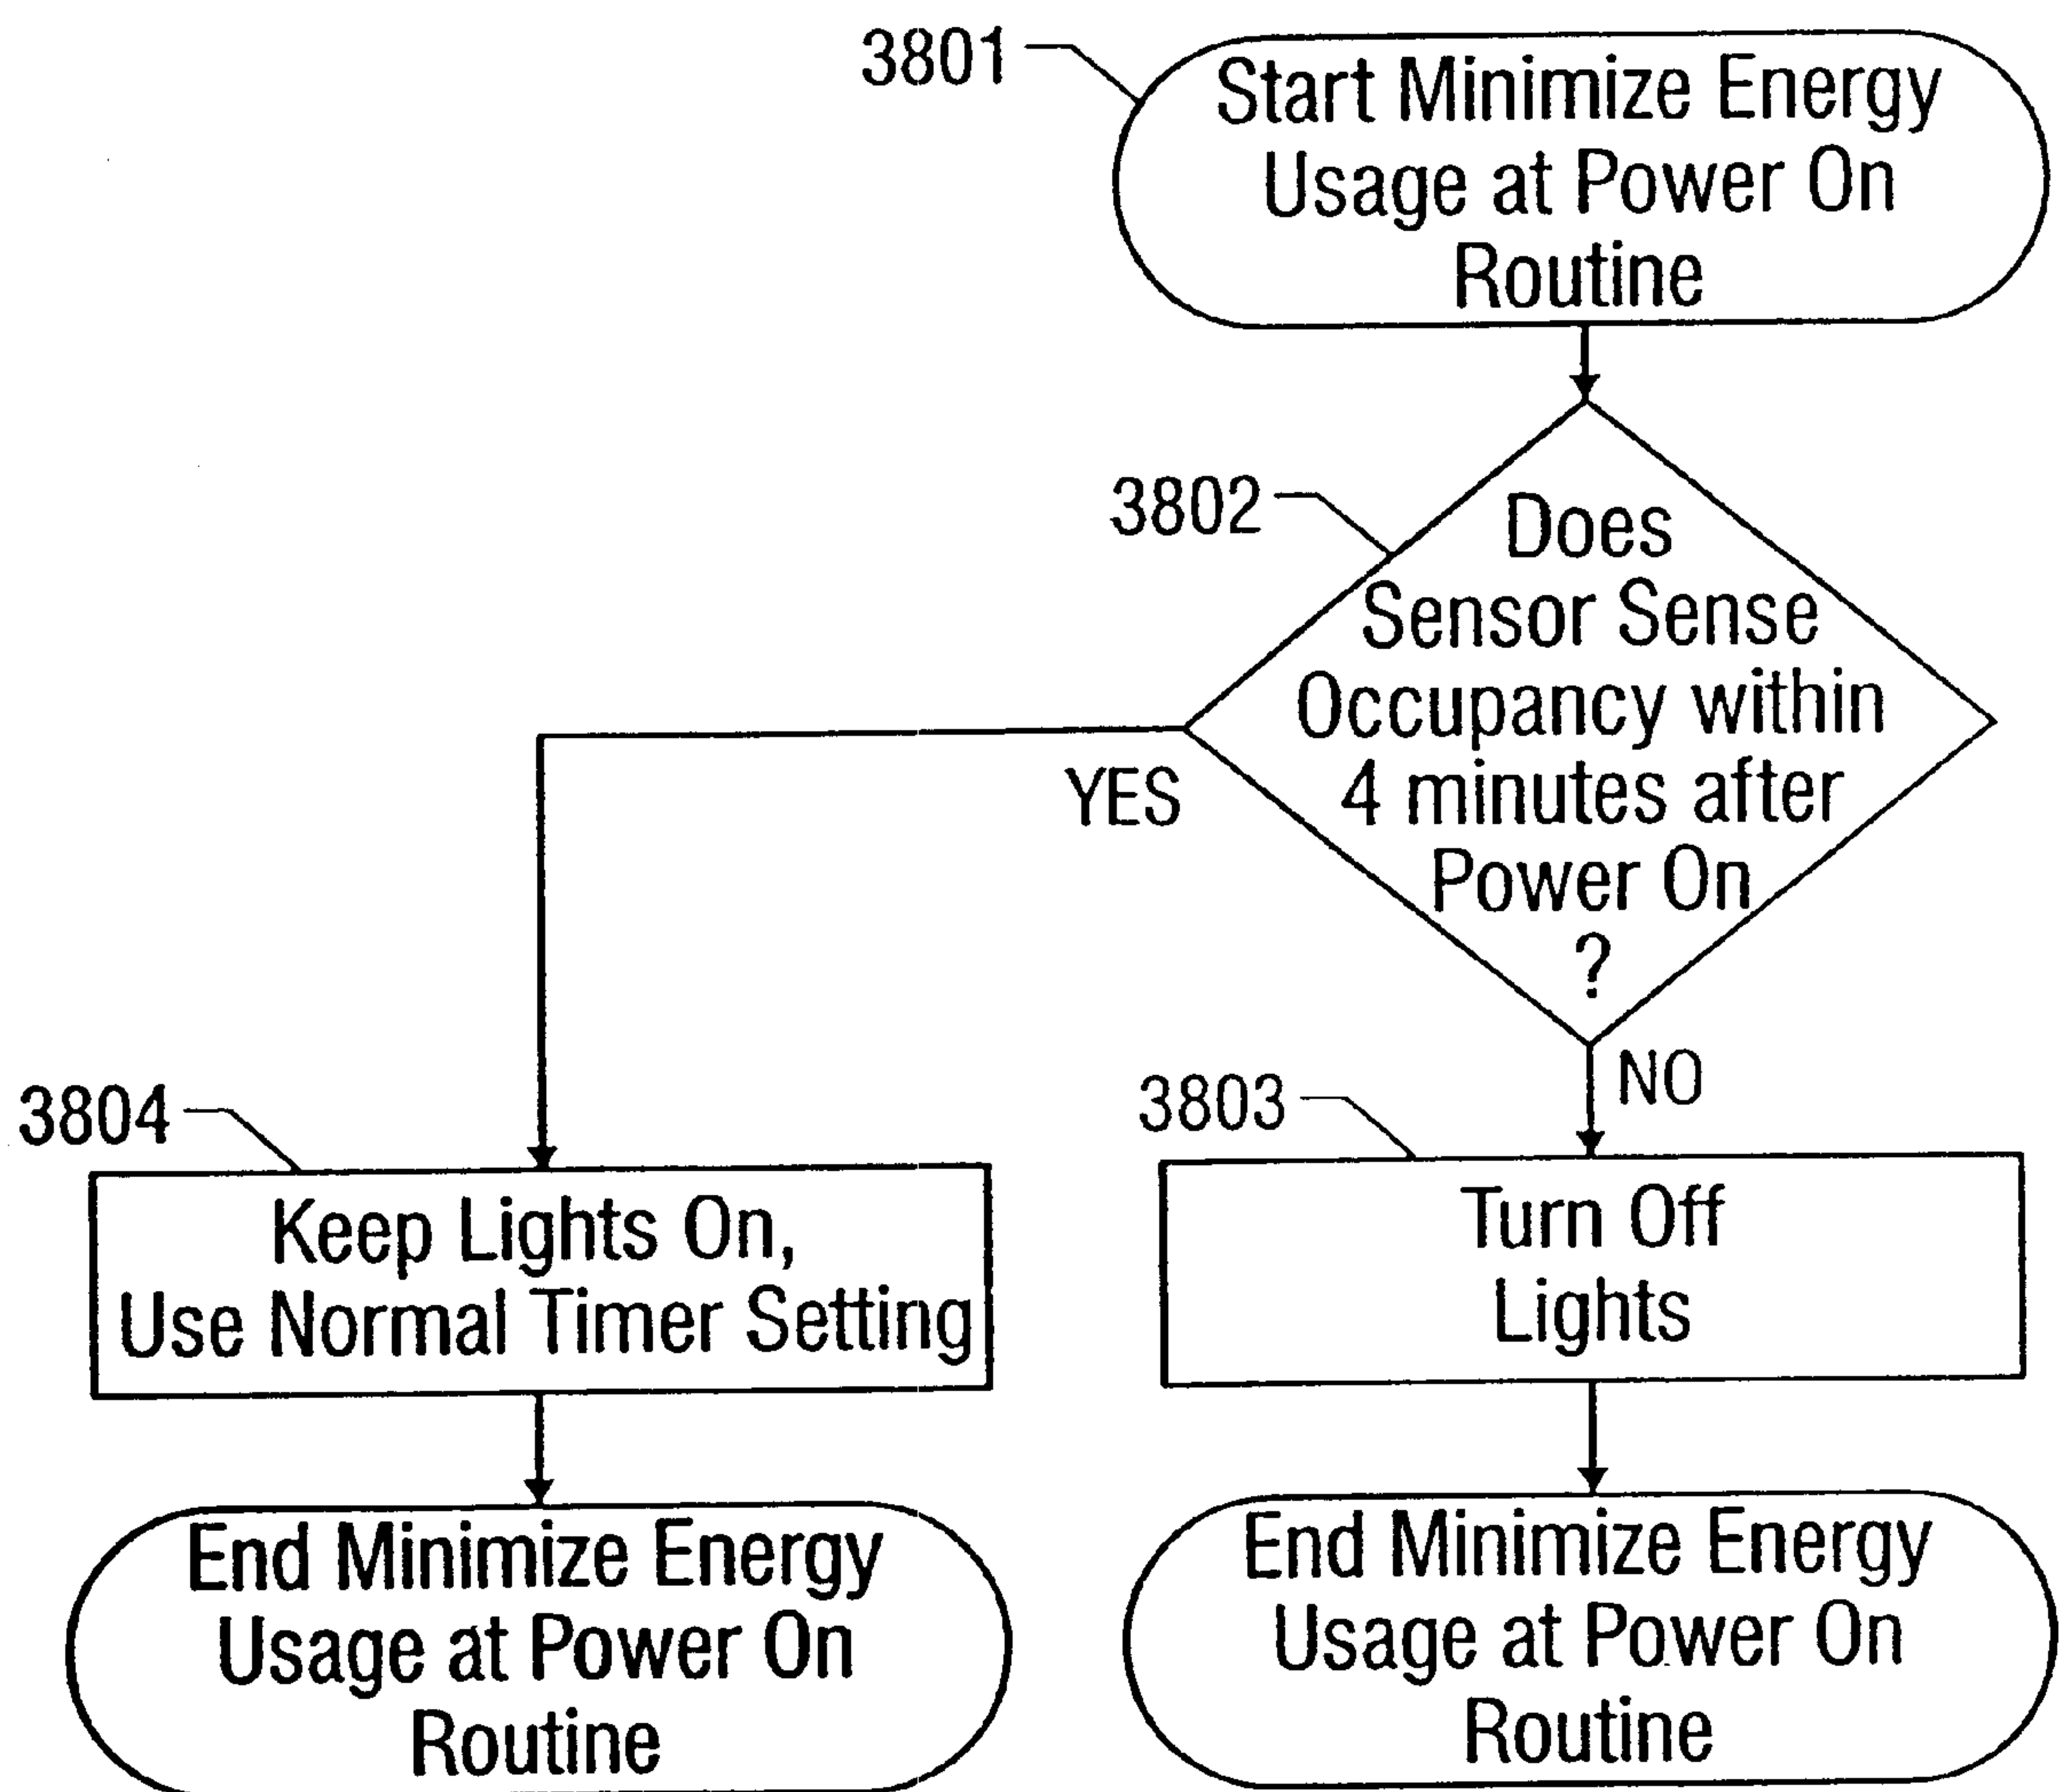 3801
Start Minimize Energy
Usage at Power On
Routine
3802
Does
Sensor Sense
Occupancy within
4 minutes after
Power On
?
YES
NO
3804
Keep Lights On,
Use Normal Timer Setting
3803
Turn Off
Lights
End Minimize Energy
Usage at Power On
Routine
End Minimize Energy
Usage at Power On
Routine